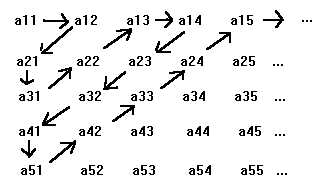 a11 a12 a13 a14 a15 ...
a21 a22 a23 a24 a25 ...
a31 a32 a33 a34 a35 ...
a41 a42 a43 a44 a45 ...
a51 a52 a53 a54 a55 ...